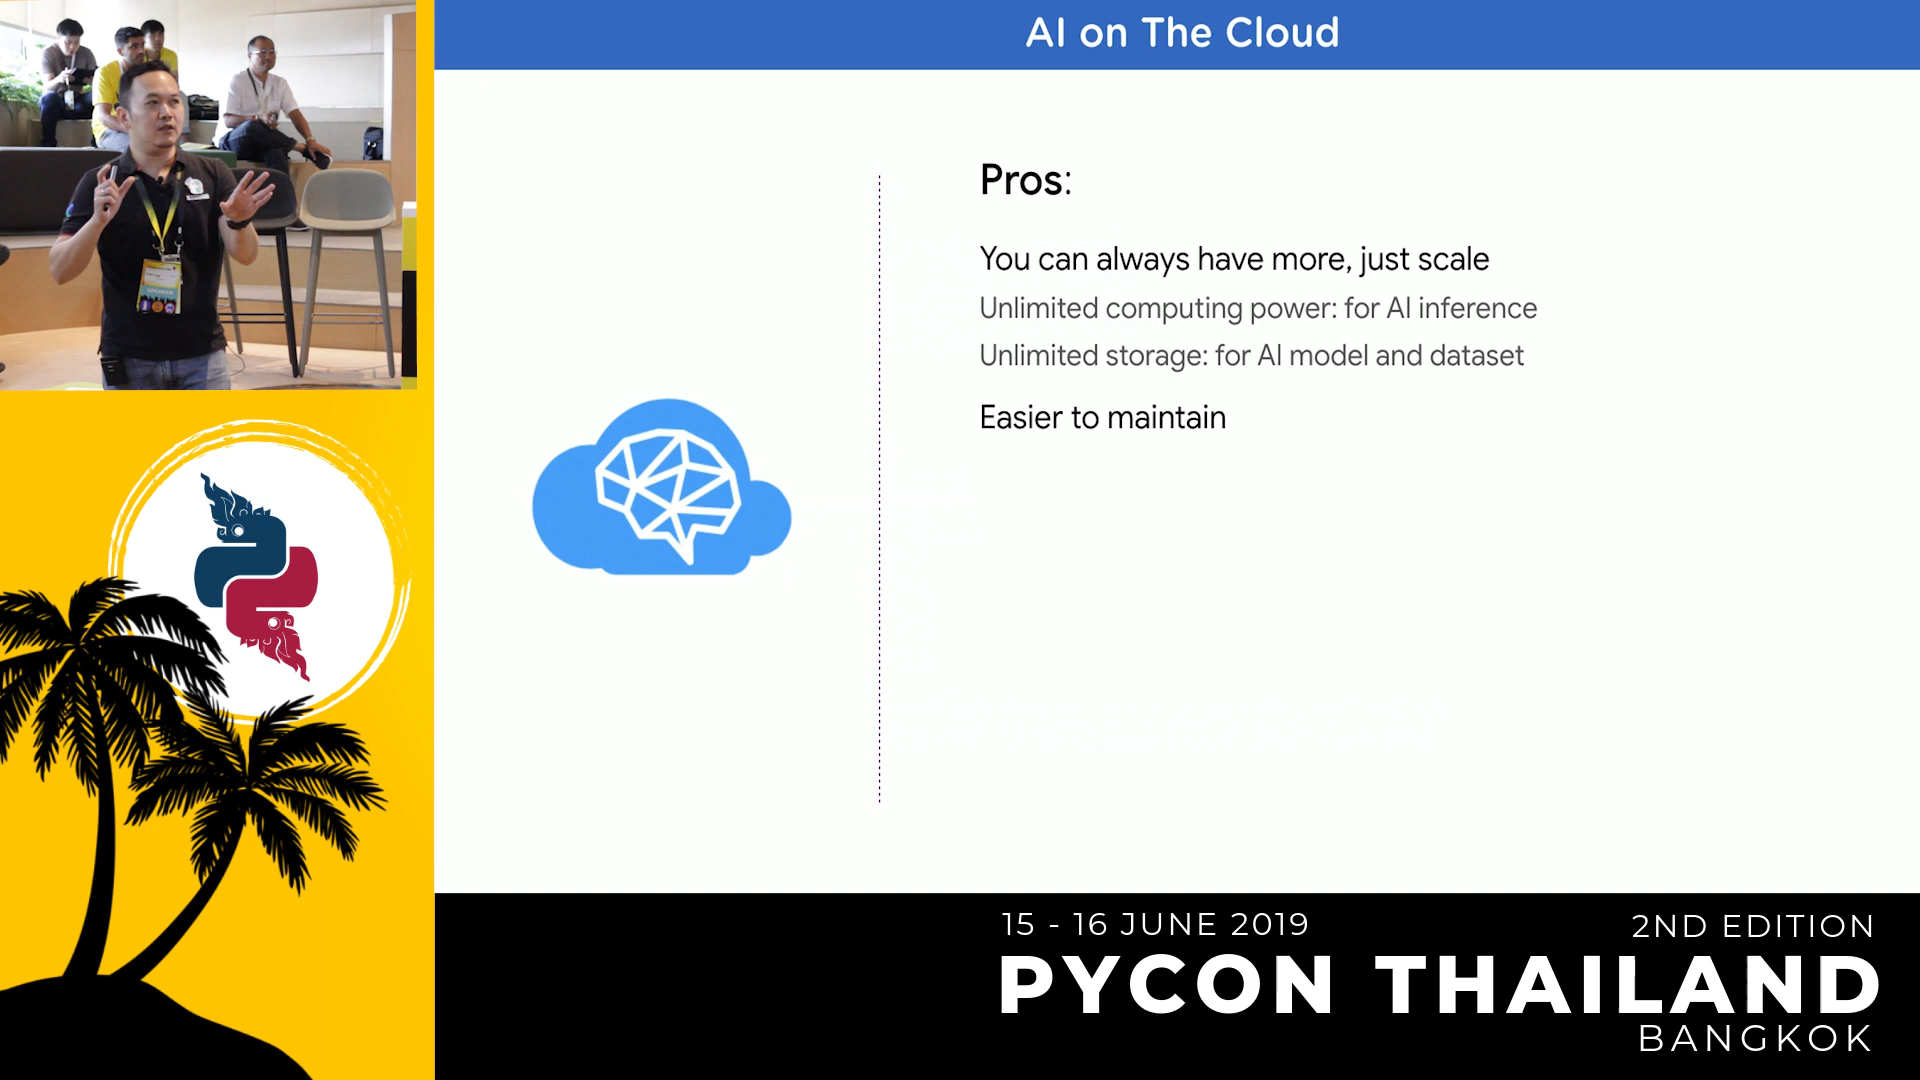 AI on The Cloud
Pros:
You can always have more, just scale
Unlimited computing power: for AI inference
Unlimited storage: for AI model and dataset
Easier to maintain
SPEAKER
15 - 16 JUNE 2019
2ND EDITION
PYCON THAILAND
BANGKOK